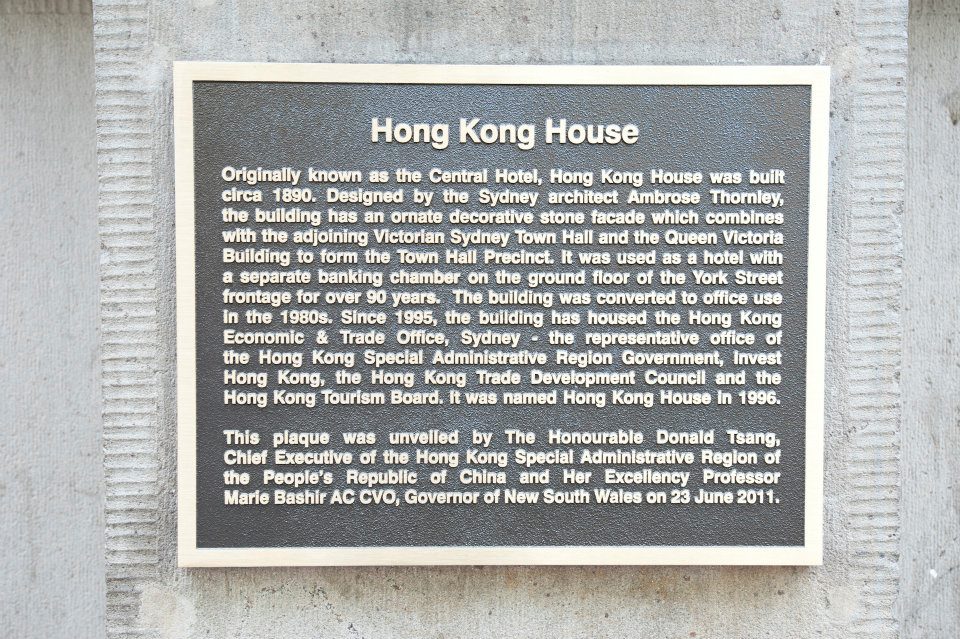 Hong Kong House
Originally known as the Central Hotel, Hong Kong House was built
circa 1890. Designed by the Sydney architect Ambrose Thornley,
the building has an ornate decorative stone facade which combines
with the adjoining Victorian Sydney Town Hall and the Queen Victoria
Building to form the Town Hall Precinct. It was used as a hotel with
a separate banking chamber on the ground floor of the York Street
frontage for over 90 years. The building was converted to office use
in the 1980s. Since 1995, the building has housed the Hong Kong
Economic & Trade Office, Sydney - the representative office of
the Hong Kong Special Administrative Region Government, Invest
Hong Kong, the Hong Kong Trade Development Council and the
Hong Kong Tourism Board. It was named Hong Kong House in 1996.
This plaque was unveiled by The Honourable Donald Tsang,
Chief Executive of the Hong Kong Special Administrative Region of
the People's Republic of China and Her Excellency Professor
Marie Bashir AC CVO, Governor of New South Wales on 23 June 2011.